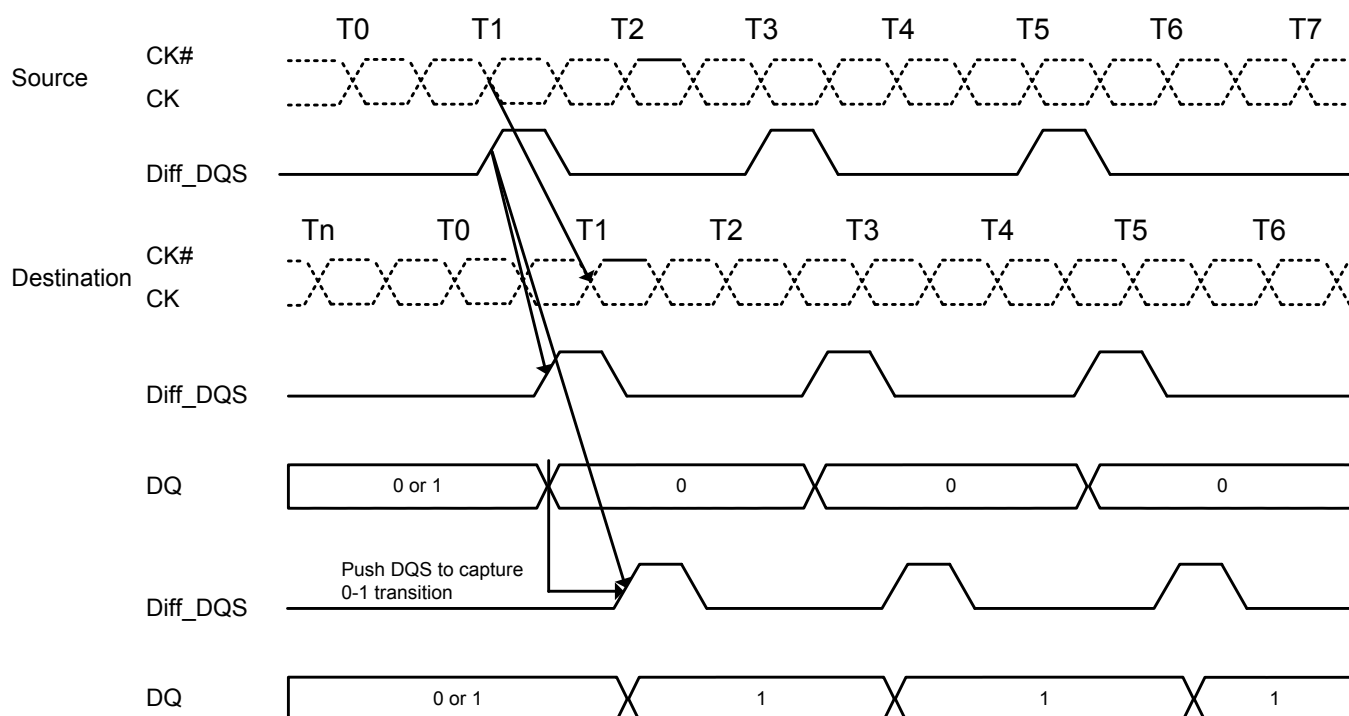 T0 T1 T2 T3 T4 T5 T6 T7
CK#
Source
CK
Diff_DQS
Tn T0 T1 T2 T3 T4 T5 T6
CK#
Destination
CK
Diff_DQS
DQ 0 or 1 0 0 0
Push DQS to capture
0-1 transition
Diff_DQS
DQ 0 or 1 1 1 1